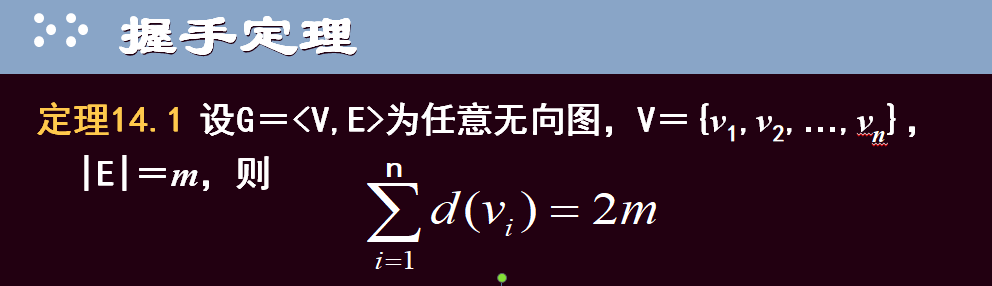 握手定理
定理14.1 设G＝<V,E>为任意无向图，V＝{v₁,v₂,…,vₙ}，
|E|＝m，则
n
∑ d(vᵢ) = 2m
i=1